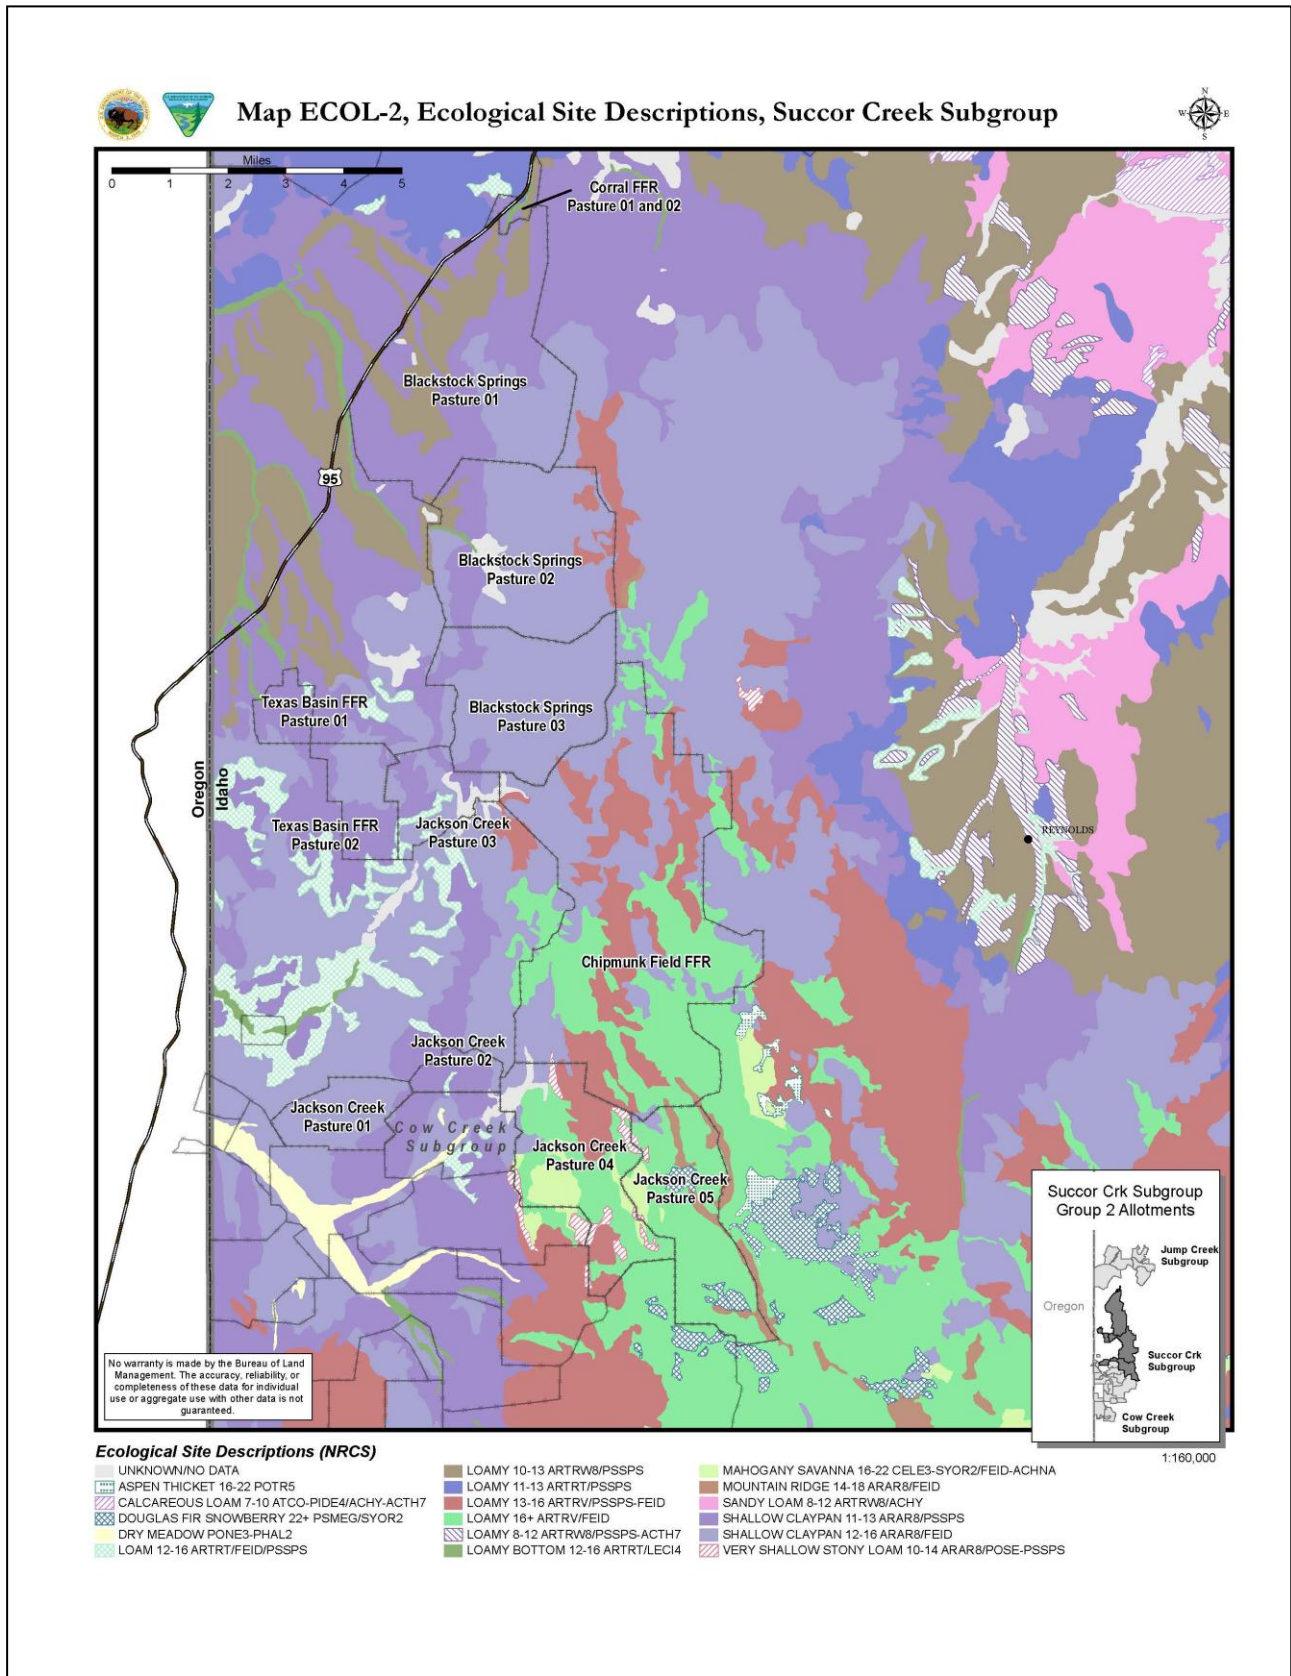 Map ECOL-2, Ecological Site Descriptions, Succor Creek Subgroup
N
W
E
S
Miles
0 1 2 3 4 5
Corral FFR
Pasture 01 and 02
Blackstock Springs
Pasture 01
95
Blackstock Springs
Pasture 02
Texas Basin FFR
Pasture 01
Blackstock Springs
Pasture 03
Oregon
Idaho
Texas Basin FFR
Pasture 02
Jackson Creek
Pasture 03
REYNOLDS
Chipmunk Field FFR
Jackson Creek
Pasture 02
Jackson Creek
Pasture 01
Cow Creek
Subgroup
Jackson Creek
Pasture 04
Jackson Creek
Pasture 05
Succor Crk Subgroup
Group 2 Allotments
Jump Creek
Subgroup
Oregon
Succor Crk
Subgroup
Cow Creek
Subgroup
No warranty is made by the Bureau of Land
Management. The accuracy, reliability, or
completeness of these data for individual
use or aggregate use with other data is not
guaranteed.
1:160,000
Ecological Site Descriptions (NRCS)
UNKNOWN/NO DATA
ASPEN THICKET 16-22 POTR5
CALCAREOUS LOAM 7-10 ATCO-PIDE4/ACHY-ACTH7
DOUGLAS FIR SNOWBERRY 22+ PSMEG/SYOR2
DRY MEADOW PONE3-PHAL2
LOAM 12-16 ARTRT/FEID/PSSPS
LOAMY 10-13 ARTRW8/PSSPS
LOAMY 11-13 ARTRT/PSSPS
LOAMY 13-16 ARTRV/PSSPS-FEID
LOAMY 16+ ARTRV/FEID
LOAMY 8-12 ARTRW8/PSSPS-ACTH7
LOAMY BOTTOM 12-16 ARTRT/LECI4
MAHOGANY SAVANNA 16-22 CELE3-SYOR2/FEID-ACHNA
MOUNTAIN RIDGE 14-18 ARAR8/FEID
SANDY LOAM 8-12 ARTRW8/ACHY
SHALLOW CLAYPAN 11-13 ARAR8/PSSPS
SHALLOW CLAYPAN 12-16 ARAR8/FEID
VERY SHALLOW STONY LOAM 10-14 ARAR8/POSE-PSSPS